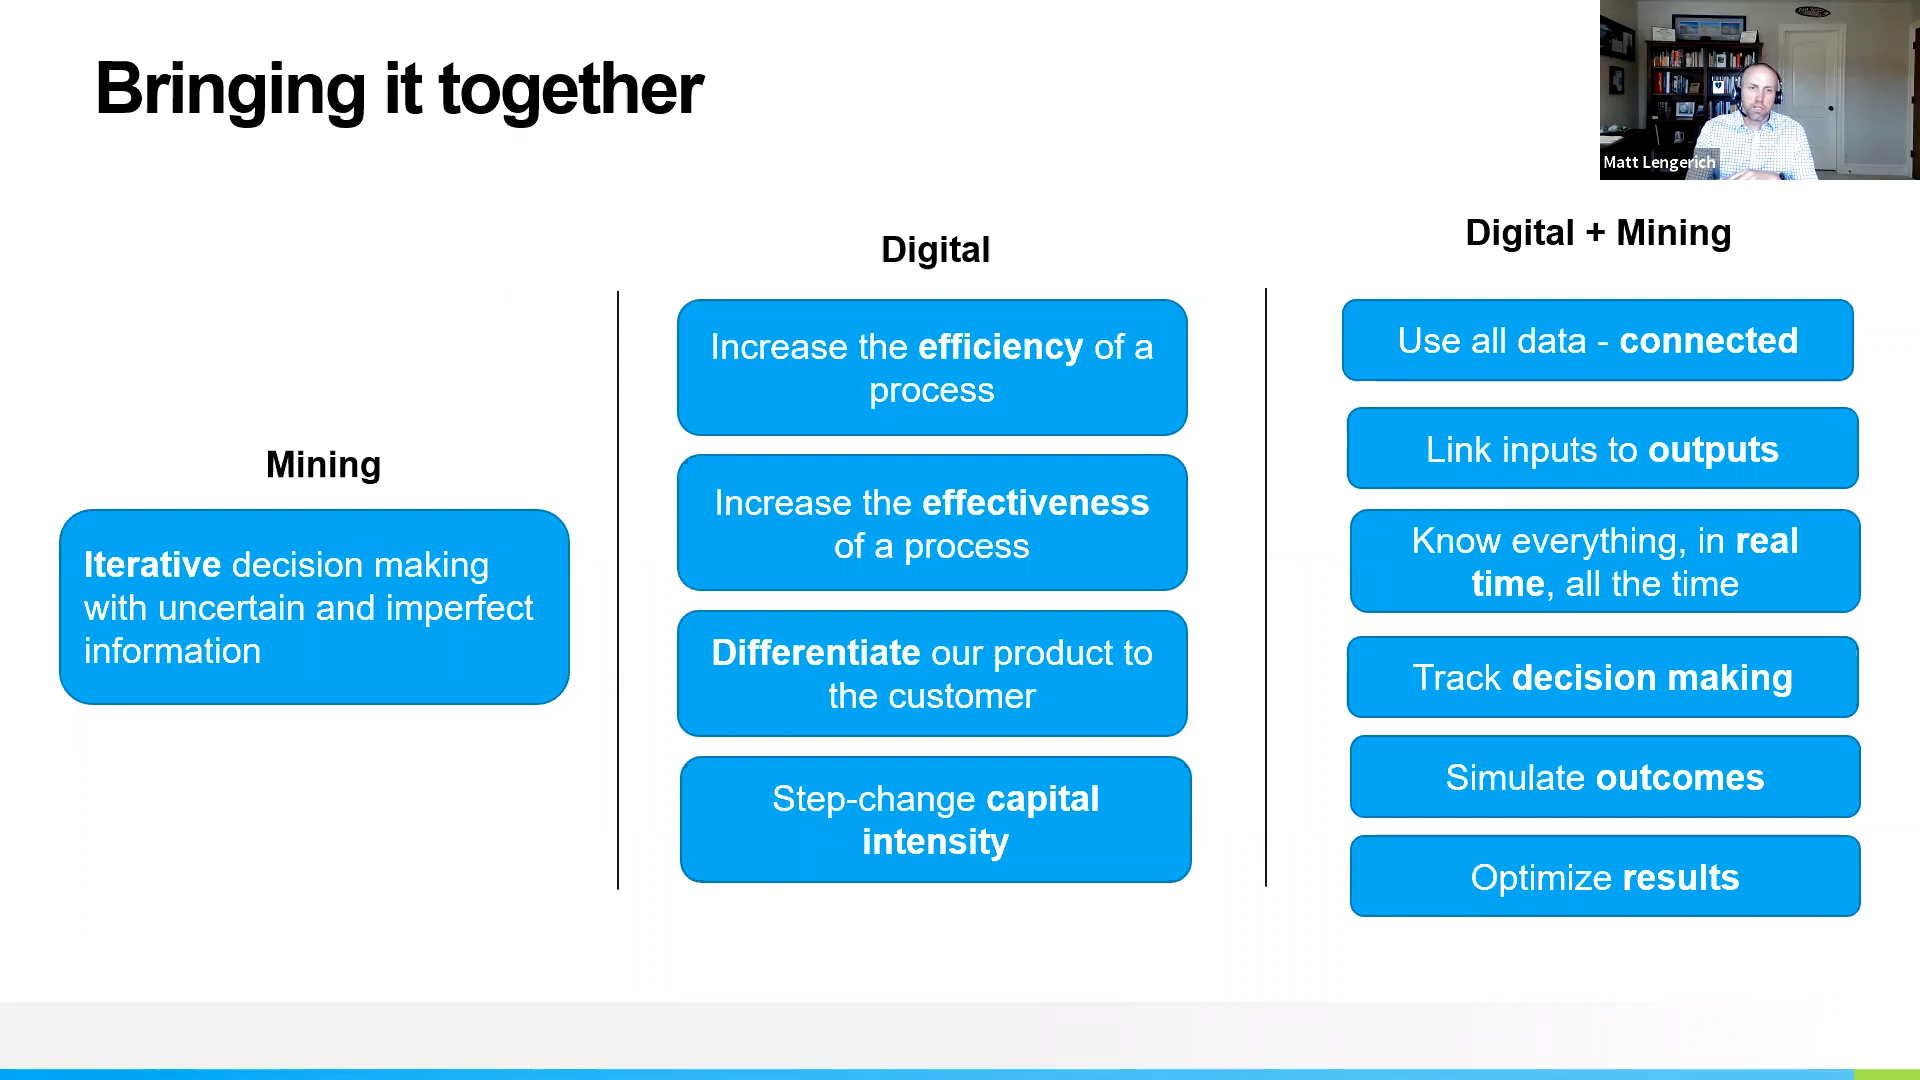 Bringing it together
Matt Lengerich
Mining
Iterative decision making
with uncertain and imperfect
information
Digital
Increase the efficiency of a
process
Increase the effectiveness
of a process
Differentiate our product to
the customer
Step-change capital
intensity
Digital + Mining
Use all data - connected
Link inputs to outputs
Know everything, in real
time, all the time
Track decision making
Simulate outcomes
Optimize results